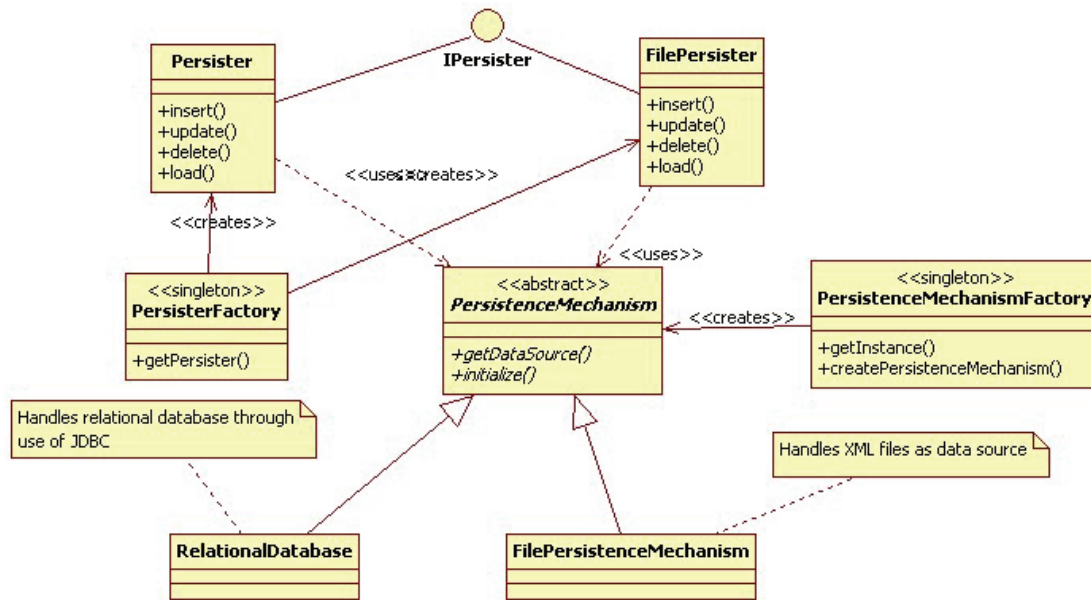 IPersister
Persister
+insert()
+update()
+delete()
+load()
FilePersister
+insert()
+update()
+delete()
+load()
<<uses>>
<<creates>>
<<creates>>
<<uses>>
<<singleton>>
PersisterFactory
+getPersister()
<<abstract>>
PersistenceMechanism
+getDataSource()
+initialize()
<<creates>>
<<singleton>>
PersistenceMechanismFactory
+getInstance()
+createPersistenceMechanism()
Handles relational database through
use of JDBC
Handles XML files as data source
RelationalDatabase
FilePersistenceMechanism